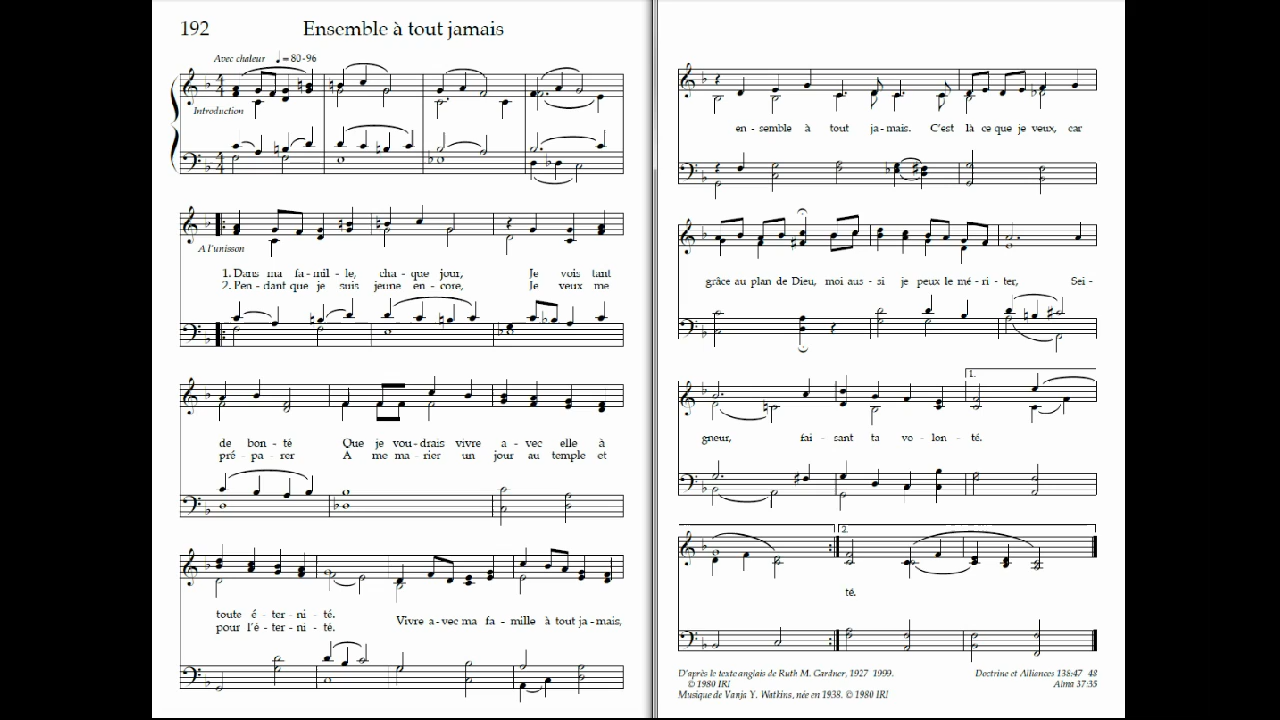 192 Ensemble à tout jamais
Avec chaleur ♩= 80-96
Introduction
A l'unisson
1. Dans ma fa - mil - le, cha - que jour, Je vois tant
2. Pen - dant que je suis jeune en - core, Je veux me
de bon - té Que je vou - drais vivre a - vec elle à
pré - pa - rer A me ma - rier un jour au temple et
toute é - ter - ni - té.
pour l'é - ter - ni - té.
Vivre a - vec ma fa - mille à tout ja - mais,
en - semble à tout ja - mais. C'est là ce que je veux, car
grâce au plan de Dieu, moi aus - si je peux le mé - ri - ter, Sei -
1.
gneur, fai - sant ta vo - lon - té.
2.
té.
D'après le texte anglais de Ruth M. Gardner, 1927 1999.
© 1980 IRI
Musique de Vanja Y. Watkins, née en 1938. © 1980 IRI
Doctrine et Alliances 138:47 48
Alma 37:35